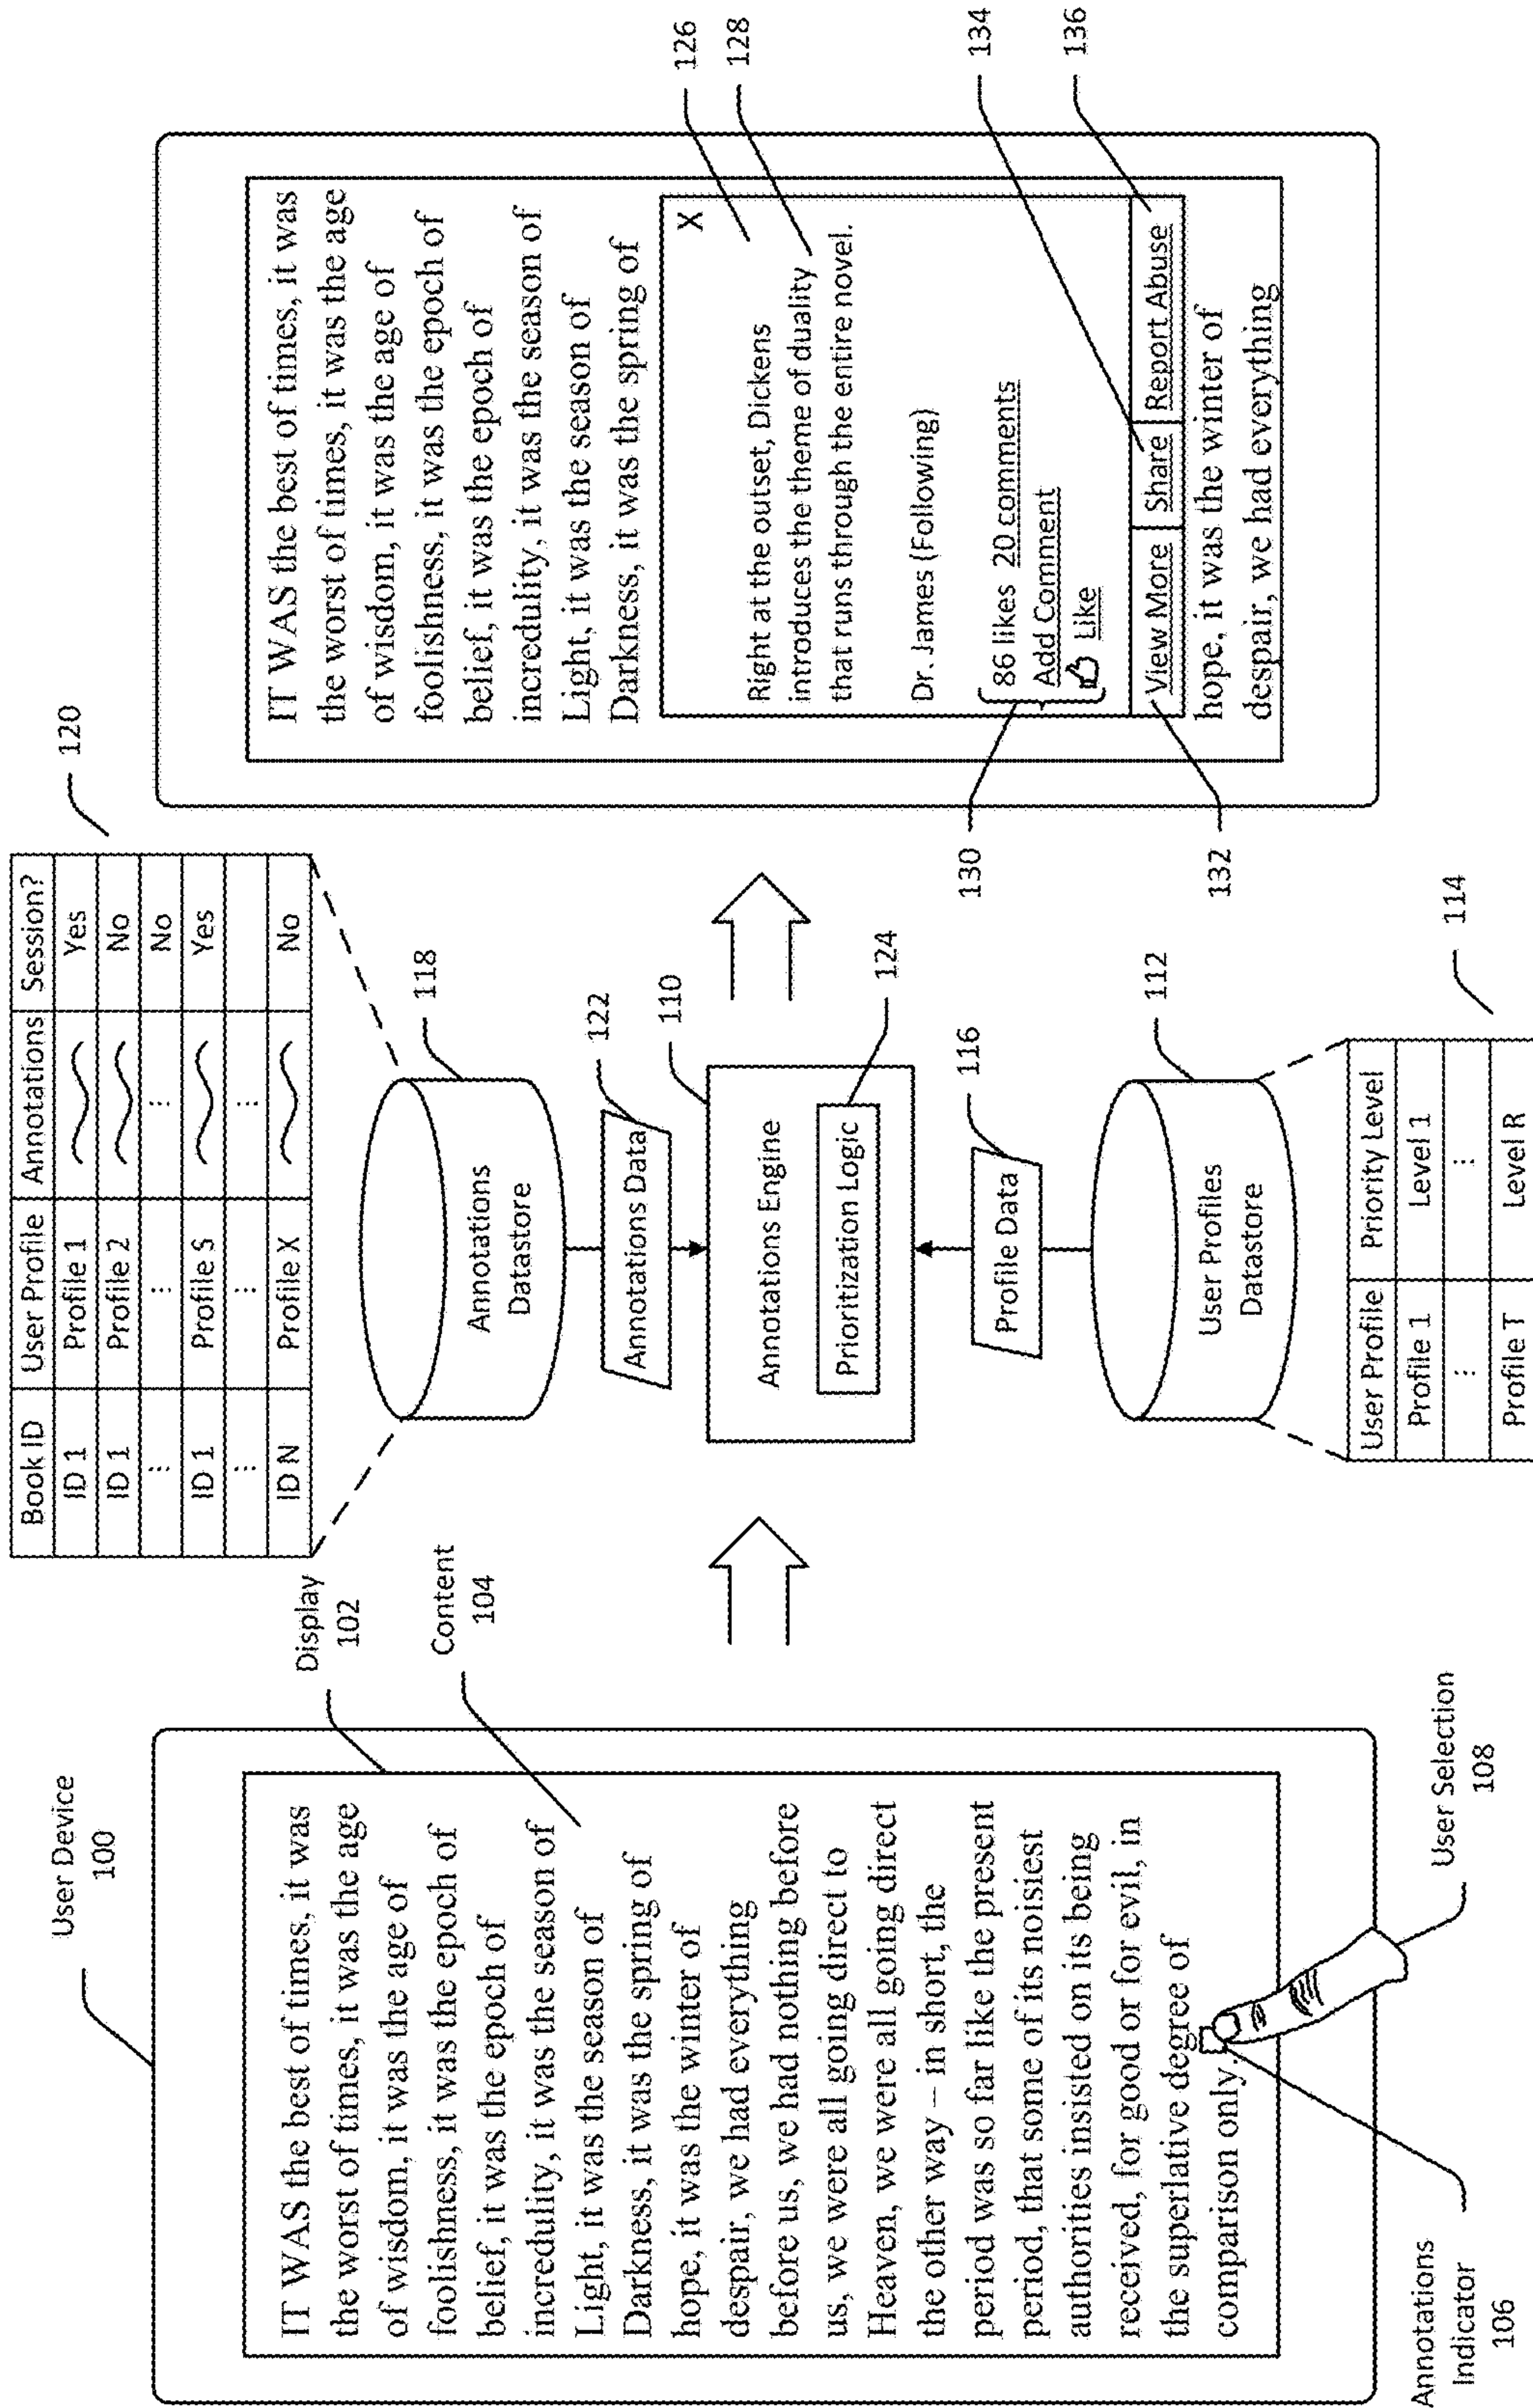 User Device
100
IT WAS the best of times, it was
the worst of times, it was the age
of wisdom, it was the age of
foolishness, it was the epoch of
belief, it was the epoch of
incredulity, it was the season of
Light, it was the season of
Darkness, it was the spring of
hope, it was the winter of
despair, we had everything
before us, we had nothing before
us, we were all going direct to
Heaven, we were all going direct
the other way – in short, the
period was so far like the present
period, that some of its noisiest
authorities insisted on its being
received, for good or for evil, in
the superlative degree of
comparison only.
Display
102
Content
104
Annotations
Indicator
106
User Selection
108
Book ID User Profile Annotations Session?
ID 1 Profile 1 Yes
ID 1 Profile 2 No
⋮ ⋮ ⋮ No
ID 1 Profile S Yes
⋮ ⋮ ⋮
ID N Profile X No
120
Annotations
Datastore
118
Annotations Data
122
110
Annotations Engine
Prioritization Logic
124
Profile Data
116
User Profiles
Datastore
112
User Profile Priority Level
Profile 1 Level 1
⋮ ⋮
Profile T Level R
114
IT WAS the best of times, it was
the worst of times, it was the age
of wisdom, it was the age of
foolishness, it was the epoch of
belief, it was the epoch of
incredulity, it was the season of
Light, it was the season of
Darkness, it was the spring of
X
Right at the outset, Dickens
introduces the theme of duality
that runs through the entire novel.
Dr. James (Following)
86 likes 20 comments
Add Comment
Like
View More Share Report Abuse
hope, it was the winter of
despair, we had everything
126
128
130
132
134
136